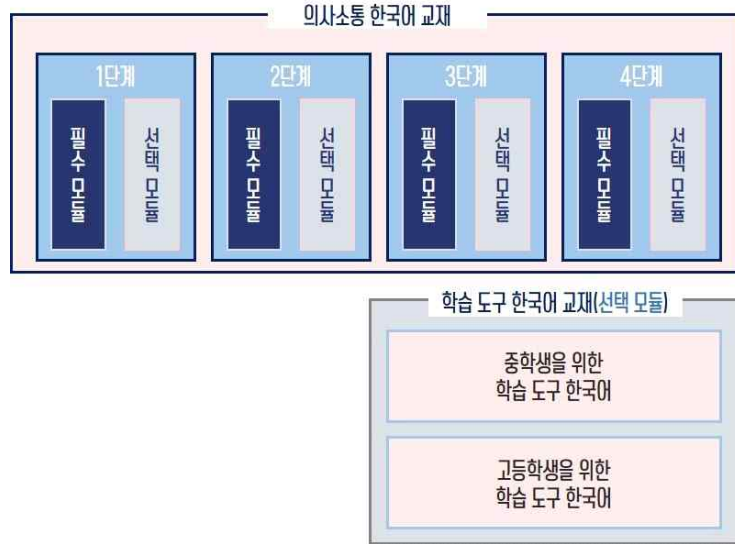 의사소통 한국어 교재
1단계
필수 모듈
선택 모듈
2단계
필수 모듈
선택 모듈
3단계
필수 모듈
선택 모듈
4단계
필수 모듈
선택 모듈
학습 도구 한국어 교재(선택 모듈)
중학생을 위한
학습 도구 한국어
고등학생을 위한
학습 도구 한국어